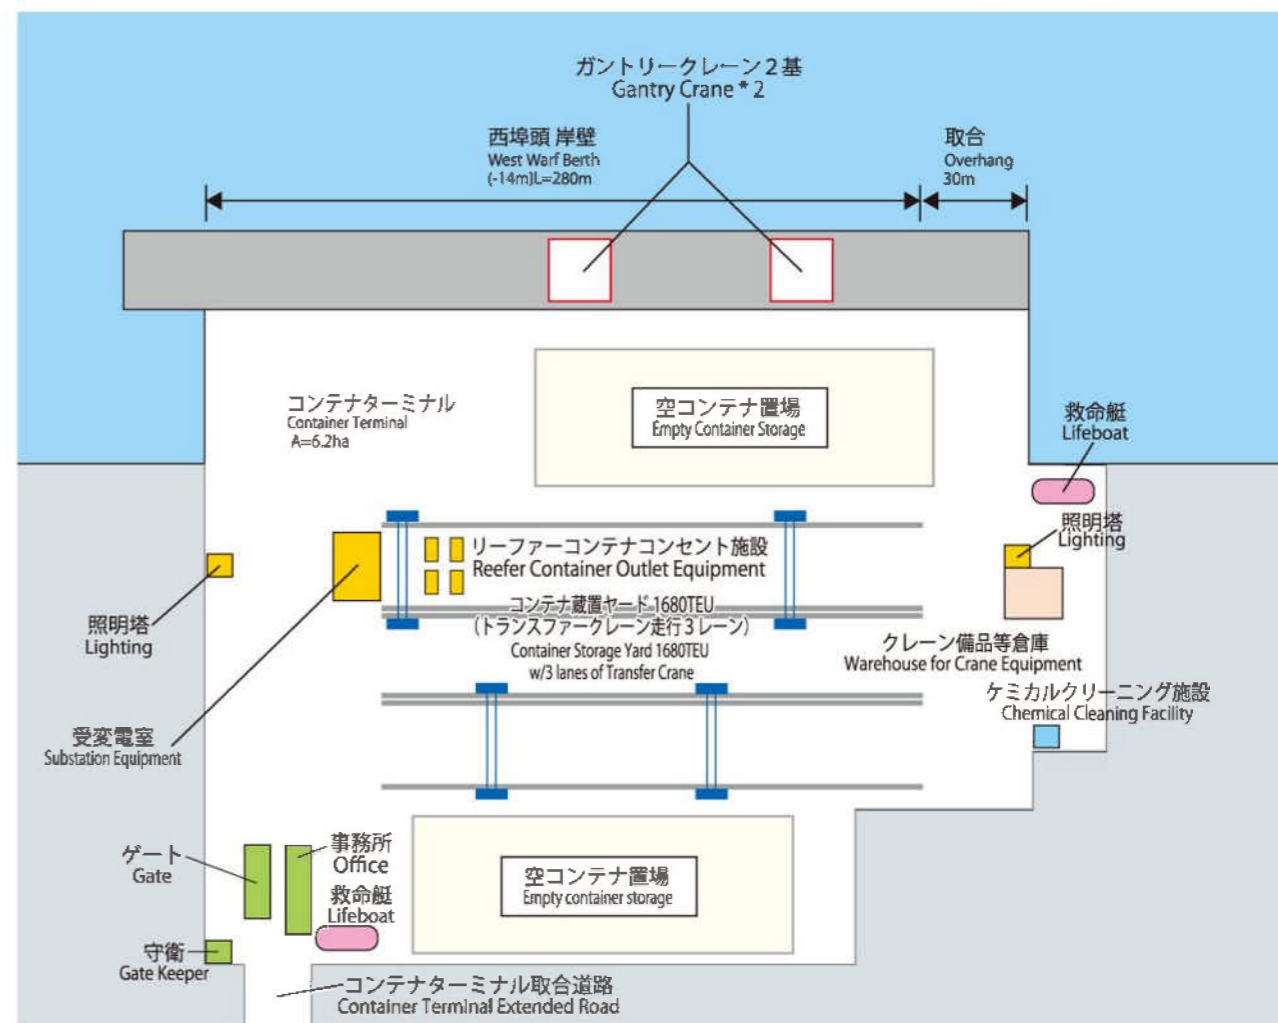 ガントリークレーン2基
Gantry Crane * 2
西埠頭 岸壁
West Warf Berth
(-14m)L=280m
取合
Overhang
30m
コンテナターミナル
Container Terminal
A=6.2ha
空コンテナ置場
Empty Container Storage
救命艇
Lifeboat
照明塔
Lighting
リーファーコンテナコンセント施設
Reefer Container Outlet Equipment
コンテナ蔵置ヤード 1680TEU
(トランスファークレーン走行3レーン)
Container Storage Yard 1680TEU
w/3 lanes of Transfer Crane
照明塔
Lighting
クレーン備品等倉庫
Warehouse for Crane Equipment
ケミカルクリーニング施設
Chemical Cleaning Facility
受変電室
Substation Equipment
ゲート
Gate
事務所
Office
救命艇
Lifeboat
空コンテナ置場
Empty container storage
守衛
Gate Keeper
コンテナターミナル取合道路
Container Terminal Extended Road